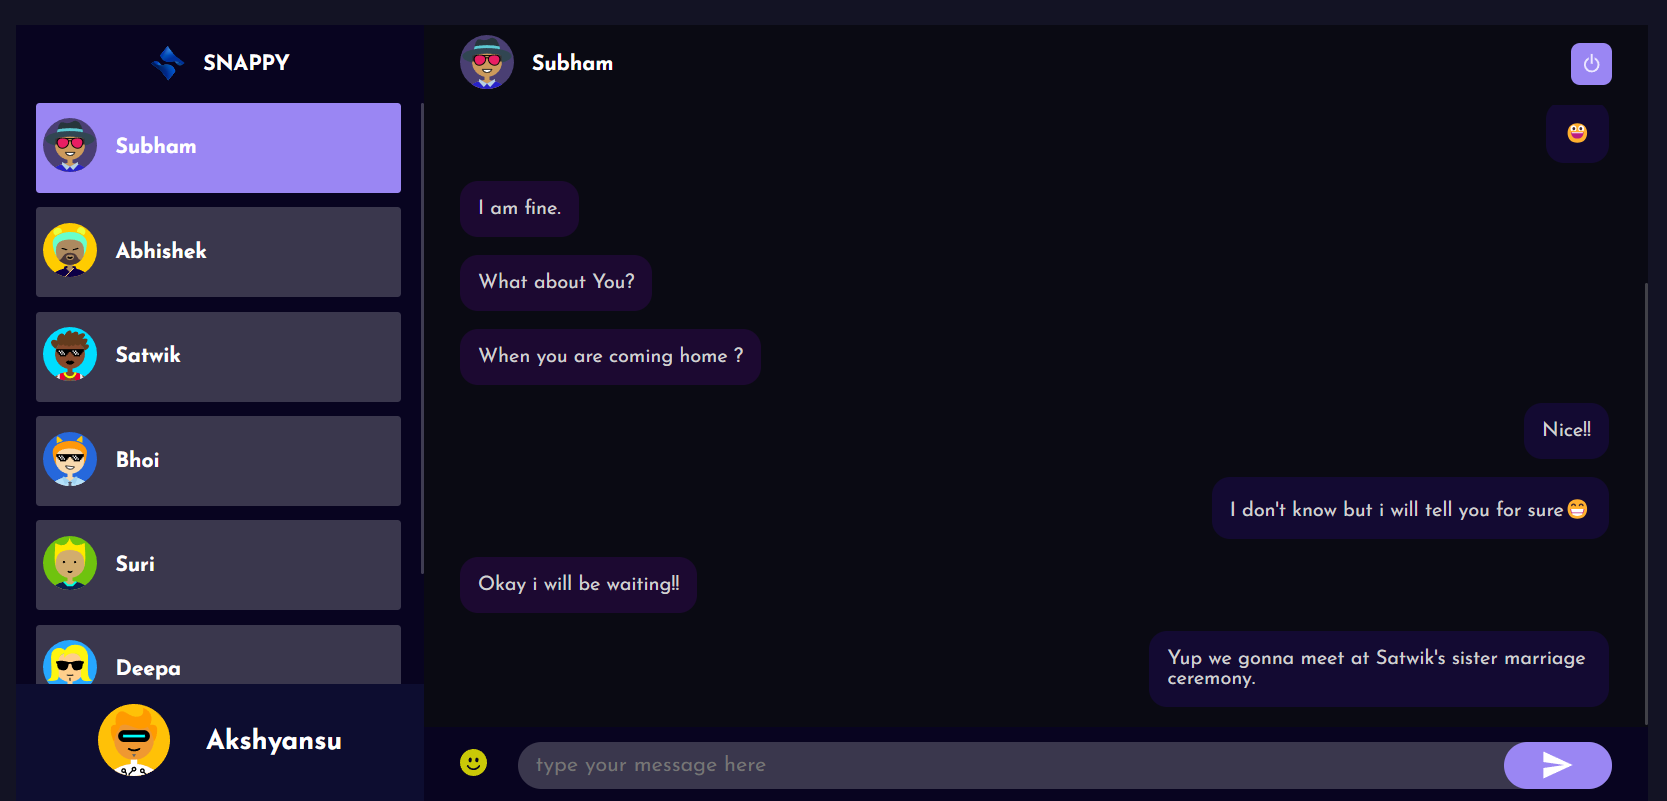 SNAPPY
Subham
Abhishek
Satwik
Bhoi
Suri
Deepa
Akshyansu
Subham
😀
I am fine.
What about You?
When you are coming home ?
Nice!!
I don't know but i will tell you for sure😁
Okay i will be waiting!!
Yup we gonna meet at Satwik's sister marriage
ceremony.
type your message here